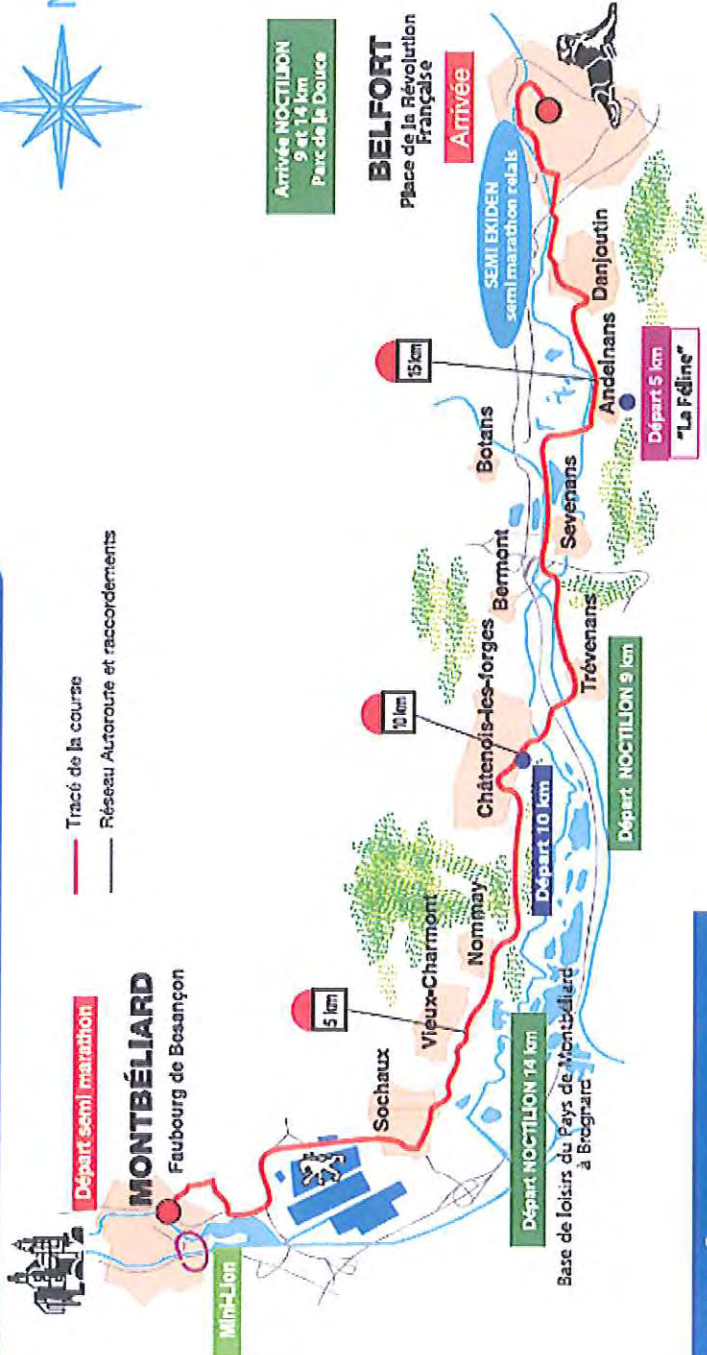 Tracé de la course
Réseau Autoroute et raccordements
Départ semi marathon
MONTBÉLIARD
Faubourg de Besançon
Mini-Lion
Sochaux
5 km
Vieux-Charmont
Nommay
Départ NOCTILION 14 km
Base de loisirs du Pays de Montbéliard
à Brognard
Châtenois-les-forges
10 km
Départ 10 km
Bermont
Trévenans
Départ NOCTILION 9 km
Botans
Sevenans
15 km
Andelnans
Départ 5 km
"La Féline"
Danjoutin
SEMI EKIDEN
semi marathon relais
Arrivée NOCTILION
9 et 14 km
Parc de la Douce
BELFORT
Place de la Révolution
Française
Arrivée